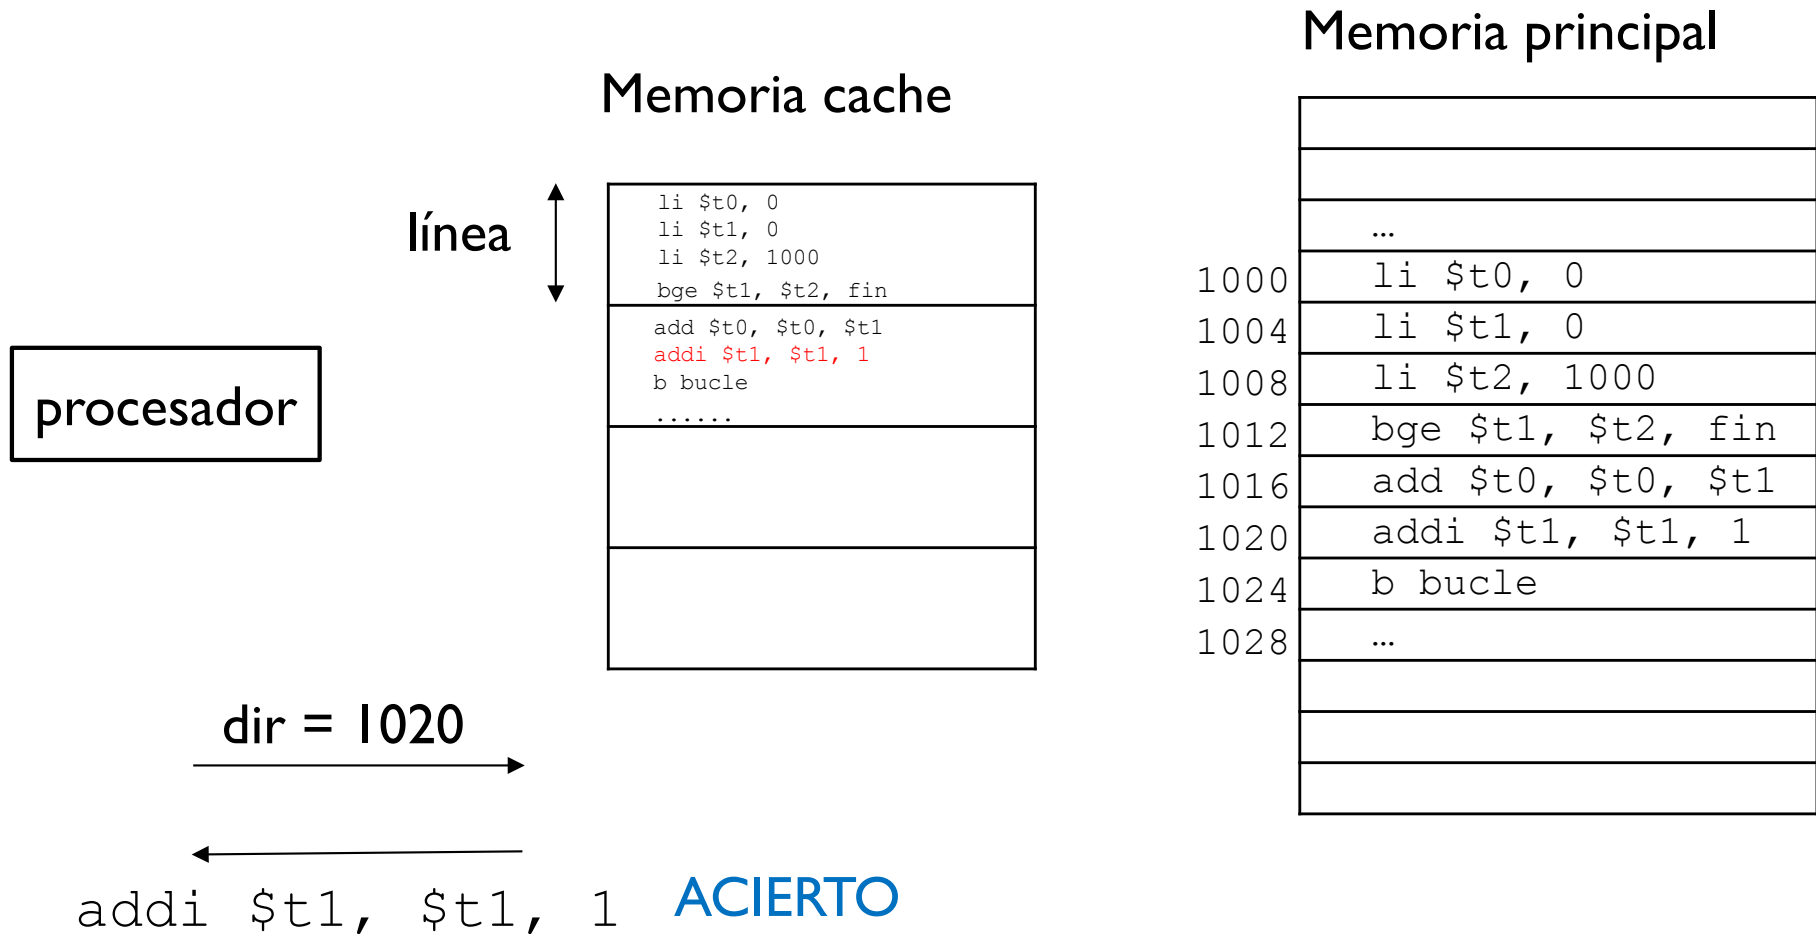 Memoria principal
Memoria cache
línea
li $t0, 0
li $t1, 0
li $t2, 1000
bge $t1, $t2, fin
add $t0, $t0, $t1
addi $t1, $t1, 1
b bucle
......
procesador
…
1000 li $t0, 0
1004 li $t1, 0
1008 li $t2, 1000
1012 bge $t1, $t2, fin
1016 add $t0, $t0, $t1
1020 addi $t1, $t1, 1
1024 b bucle
1028 …
dir = 1020
addi $t1, $t1, 1
ACIERTO